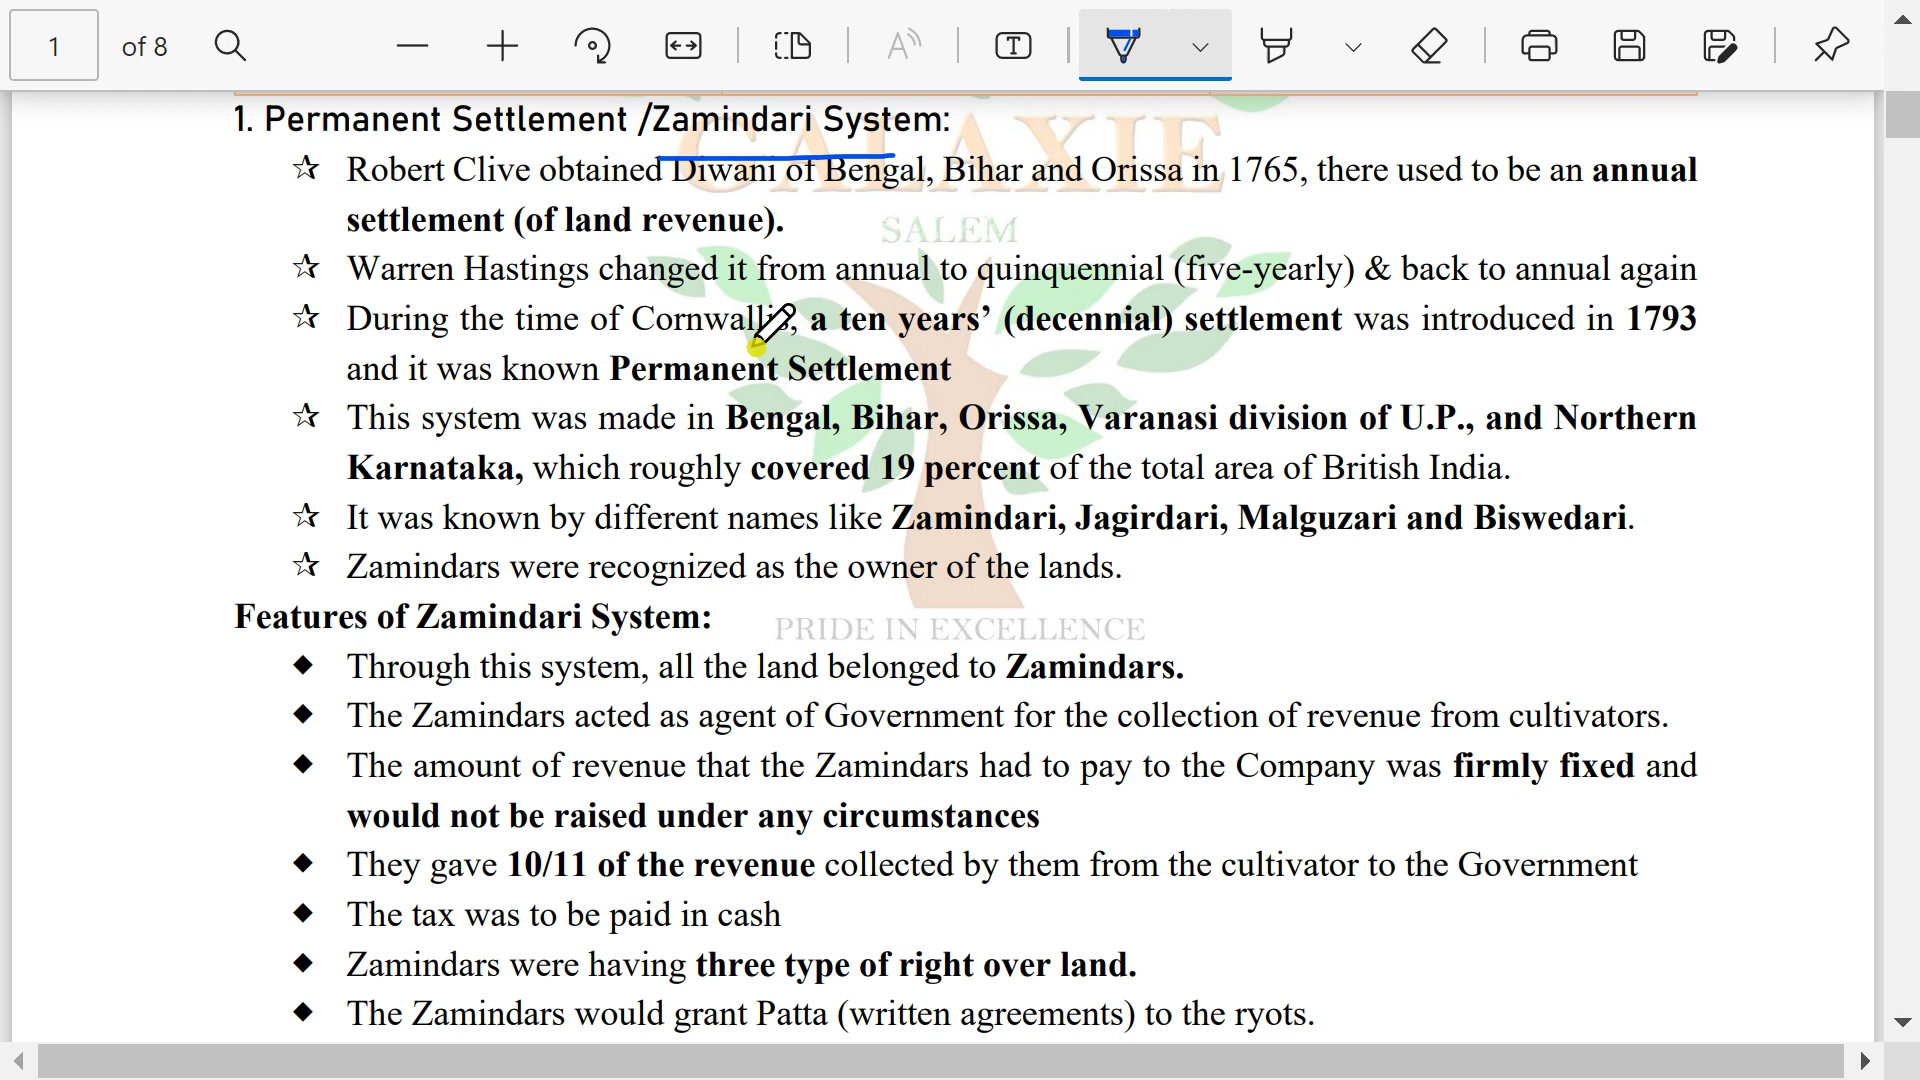 1 of 8
1. Permanent Settlement /Zamindari System:
GALAXIE
☆ Robert Clive obtained Diwani of Bengal, Bihar and Orissa in 1765, there used to be an annual
settlement (of land revenue).
SALEM
☆ Warren Hastings changed it from annual to quinquennial (five-yearly) & back to annual again
☆ During the time of Cornwallis, a ten years’ (decennial) settlement was introduced in 1793
and it was known Permanent Settlement
☆ This system was made in Bengal, Bihar, Orissa, Varanasi division of U.P., and Northern
Karnataka, which roughly covered 19 percent of the total area of British India.
☆ It was known by different names like Zamindari, Jagirdari, Malguzari and Biswedari.
☆ Zamindars were recognized as the owner of the lands.
Features of Zamindari System:
PRIDE IN EXCELLENCE
◆ Through this system, all the land belonged to Zamindars.
◆ The Zamindars acted as agent of Government for the collection of revenue from cultivators.
◆ The amount of revenue that the Zamindars had to pay to the Company was firmly fixed and
would not be raised under any circumstances
◆ They gave 10/11 of the revenue collected by them from the cultivator to the Government
◆ The tax was to be paid in cash
◆ Zamindars were having three type of right over land.
◆ The Zamindars would grant Patta (written agreements) to the ryots.